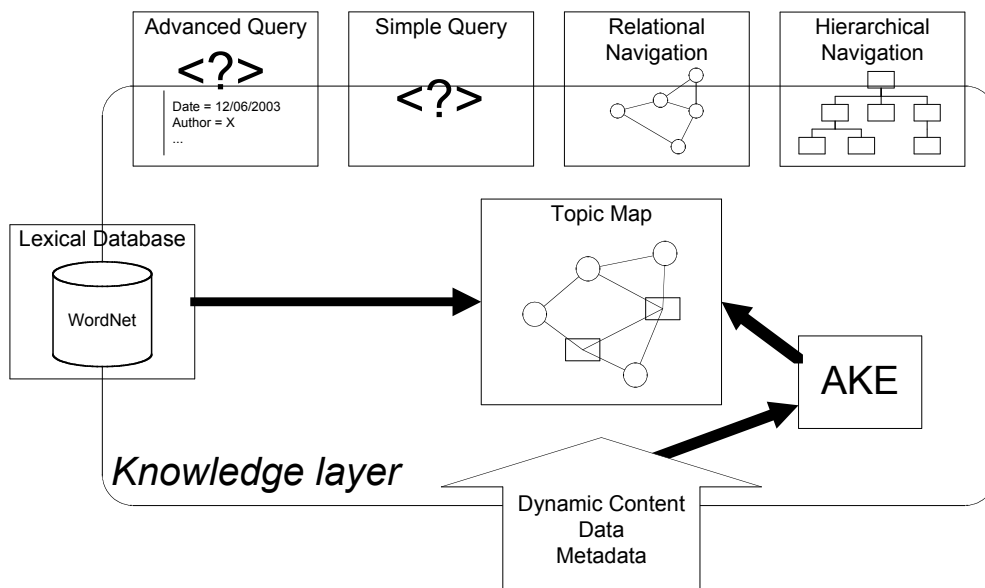 Advanced Query
<?>
Date = 12/06/2003
Author = X
...
Simple Query
<?>
Relational
Navigation
Hierarchical
Navigation
Lexical Database
WordNet
Topic Map
AKE
Knowledge layer
Dynamic Content
Data
Metadata